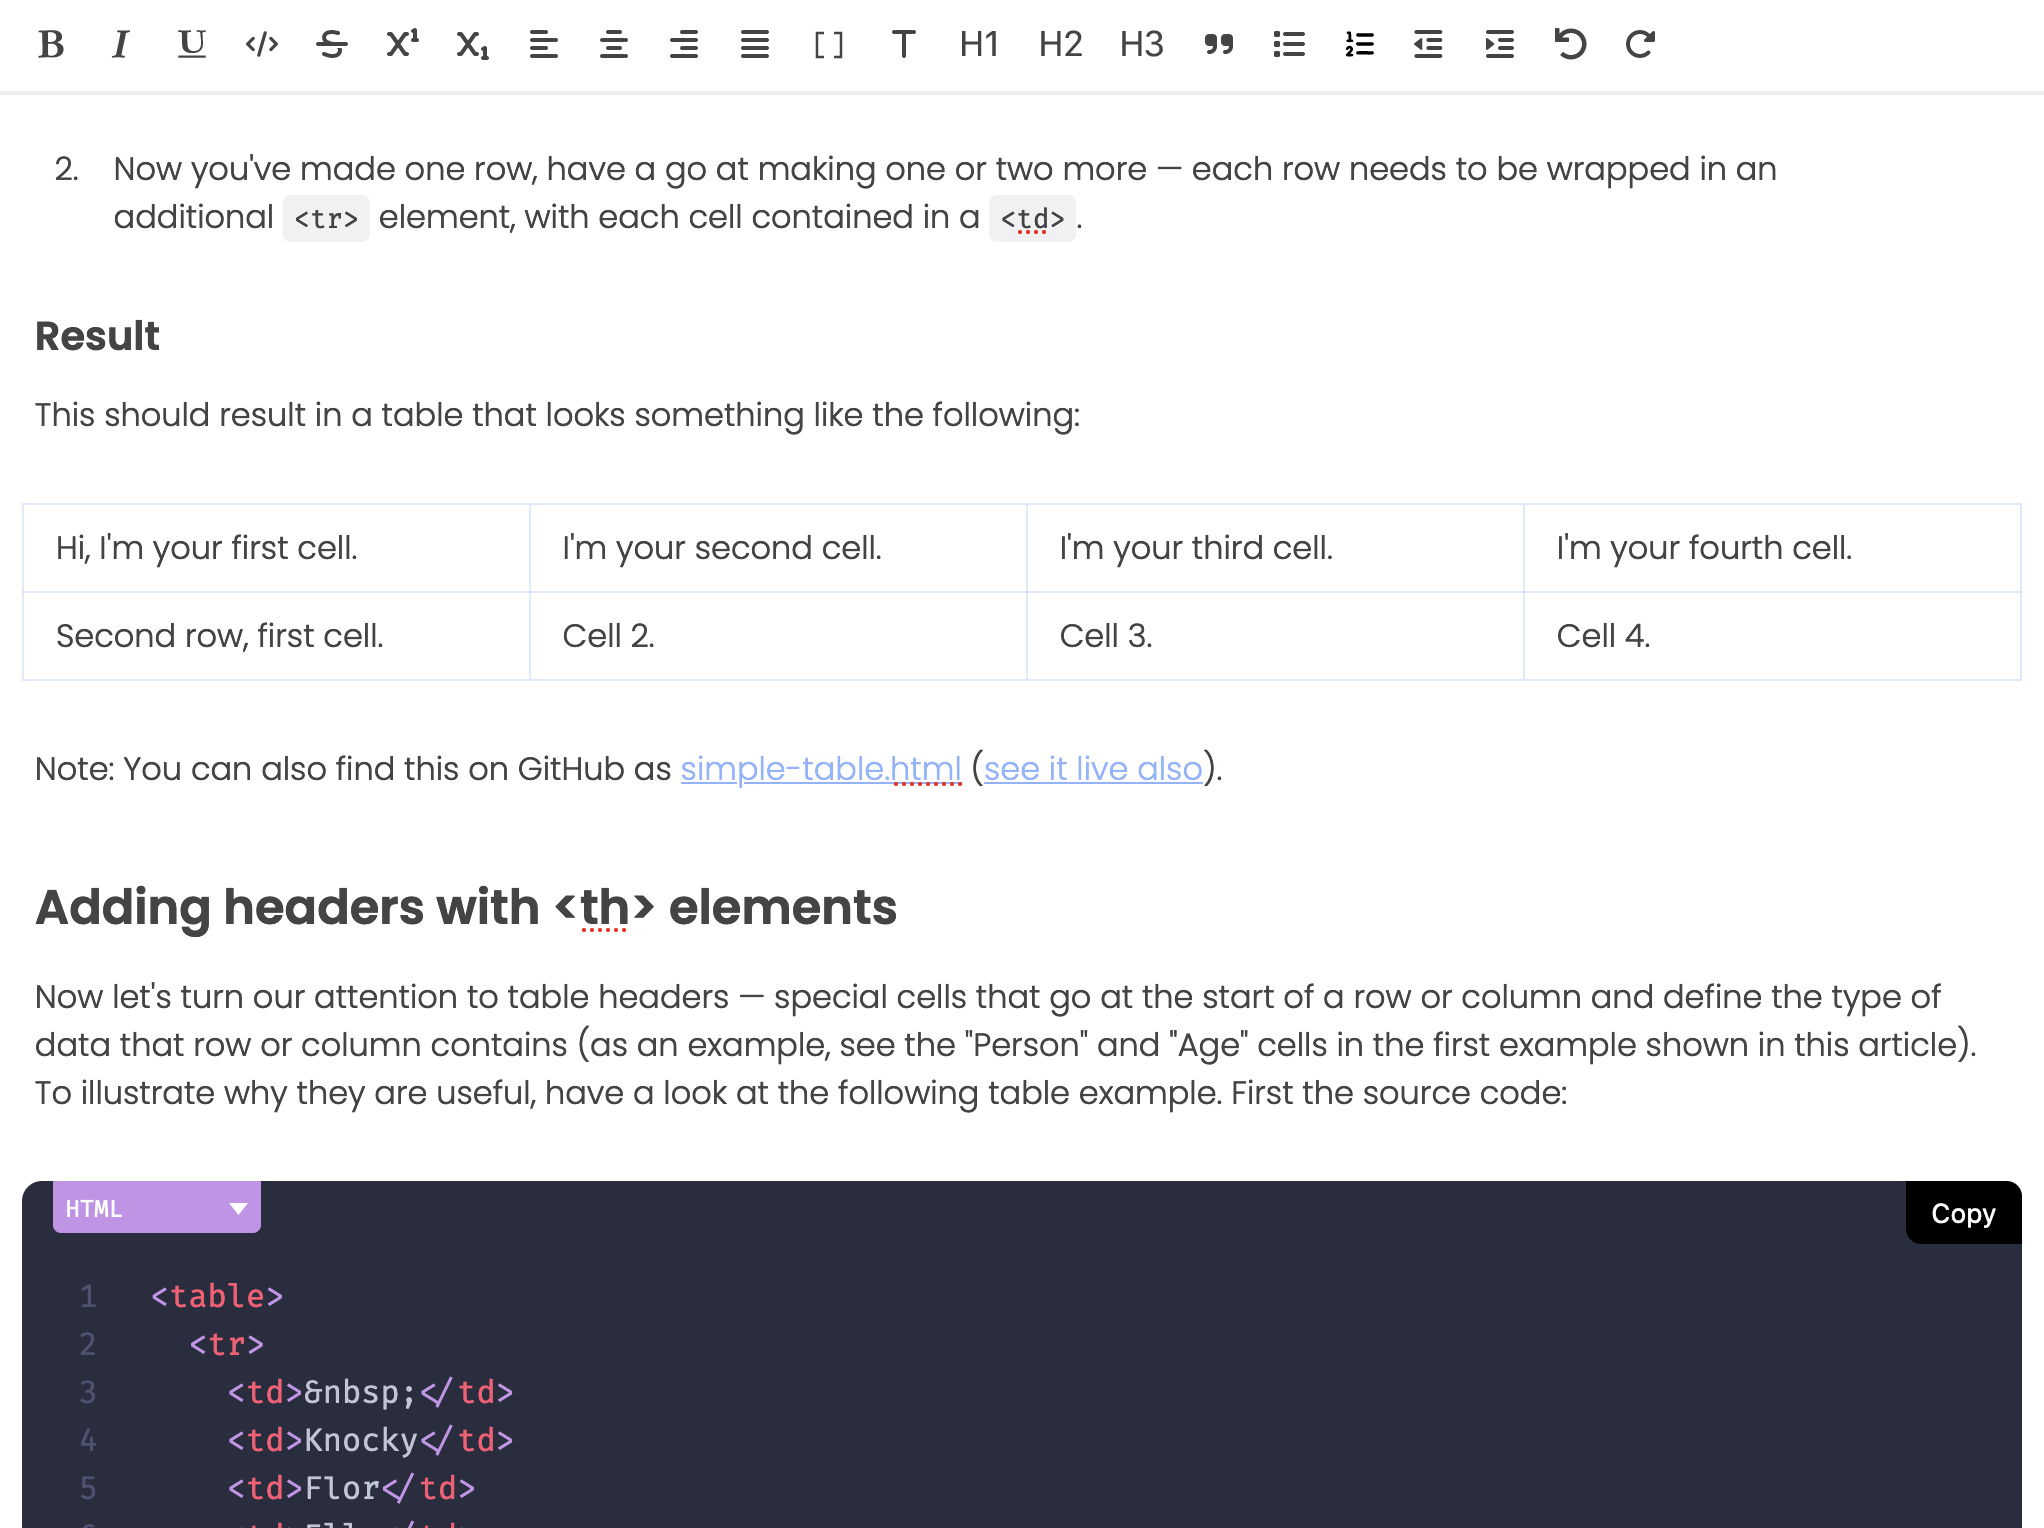 B I U </> S X¹ X₁ [ ] T H1 H2 H3
2. Now you've made one row, have a go at making one or two more — each row needs to be wrapped in an
additional <tr> element, with each cell contained in a <td>.
Result
This should result in a table that looks something like the following:
Hi, I'm your first cell. I'm your second cell. I'm your third cell. I'm your fourth cell.
Second row, first cell. Cell 2. Cell 3. Cell 4.
Note: You can also find this on GitHub as simple-table.html (see it live also).
Adding headers with <th> elements
Now let's turn our attention to table headers — special cells that go at the start of a row or column and define the type of
data that row or column contains (as an example, see the "Person" and "Age" cells in the first example shown in this article).
To illustrate why they are useful, have a look at the following table example. First the source code:
HTML Copy
1 <table>
2 <tr>
3 <td>&nbsp;</td>
4 <td>Knocky</td>
5 <td>Flor</td>